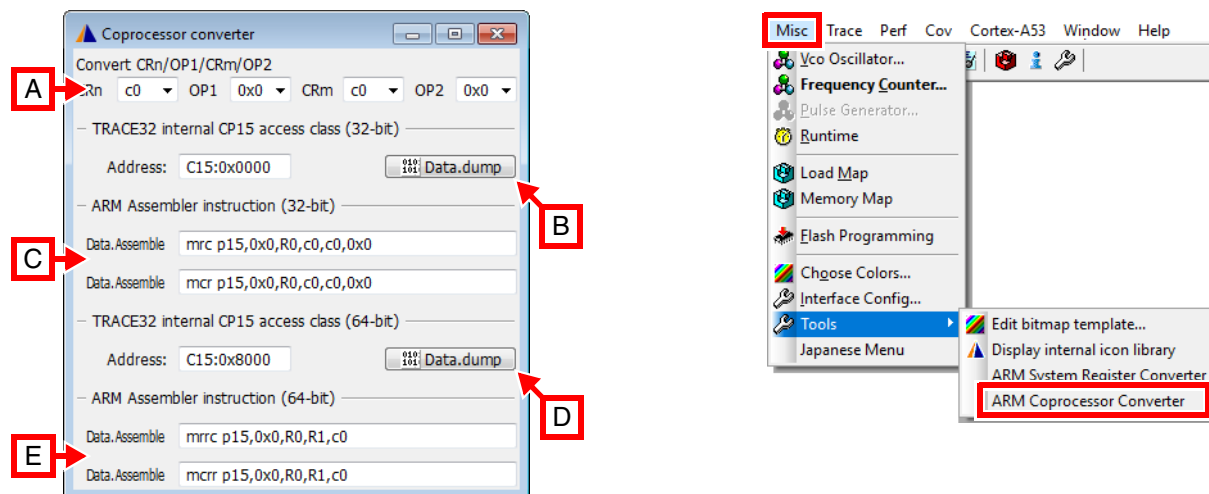 Coprocessor converter
Convert CRn/OP1/CRm/OP2
A
CRn c0 OP1 0x0 CRm c0 OP2 0x0
TRACE32 internal CP15 access class (32-bit)
Address: C15:0x0000 Data.dump
B
ARM Assembler instruction (32-bit)
C
Data.Assemble mrc p15,0x0,R0,c0,c0,0x0
Data.Assemble mcr p15,0x0,R0,c0,c0,0x0
TRACE32 internal CP15 access class (64-bit)
Address: C15:0x8000 Data.dump
D
ARM Assembler instruction (64-bit)
E
Data.Assemble mrrc p15,0x0,R0,R1,c0
Data.Assemble mcrr p15,0x0,R0,R1,c0
Misc Trace Perf Cov Cortex-A53 Window Help
Vco Oscillator...
Frequency Counter...
Pulse Generator...
Runtime
Load Map
Memory Map
Flash Programming
Choose Colors...
Interface Config...
Tools
Japanese Menu
Edit bitmap template...
Display internal icon library
ARM System Register Converter
ARM Coprocessor Converter